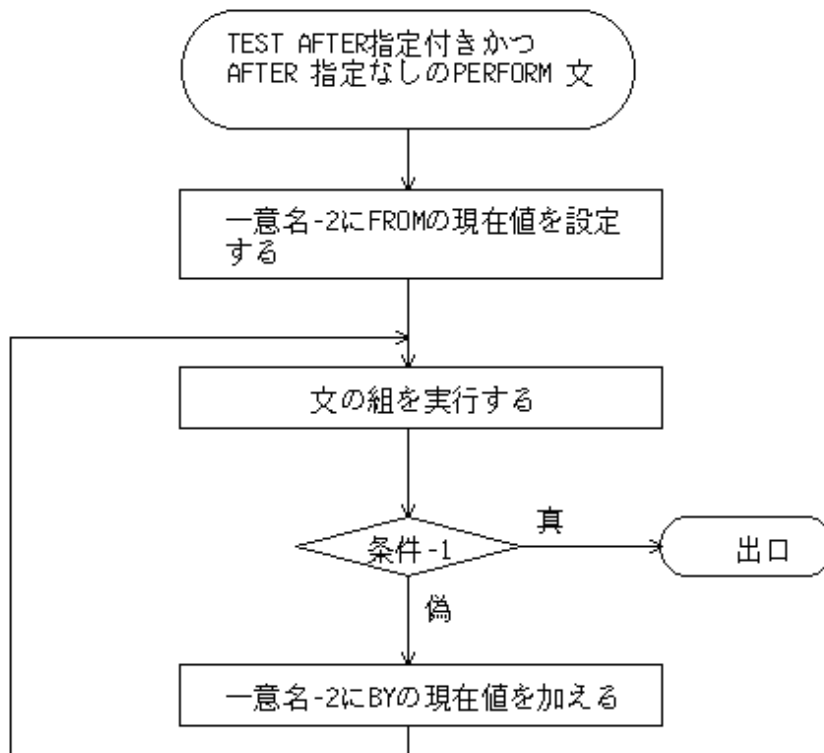 TEST AFTER指定付きかつ
AFTER 指定なしのPERFORM 文
一意名-2にFROMの現在値を設定
する
文の組を実行する
条件-1
真
出口
偽
一意名-2にBYの現在値を加える